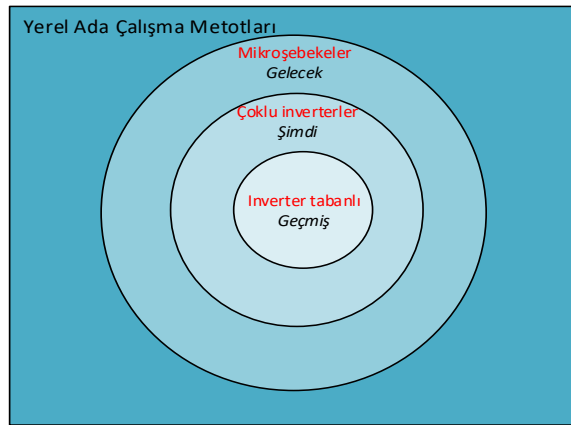 Yerel Ada Çalışma Metotları
Mikroşebekeler
Gelecek
Çoklu inverterler
Şimdi
Inverter tabanlı
Geçmiş